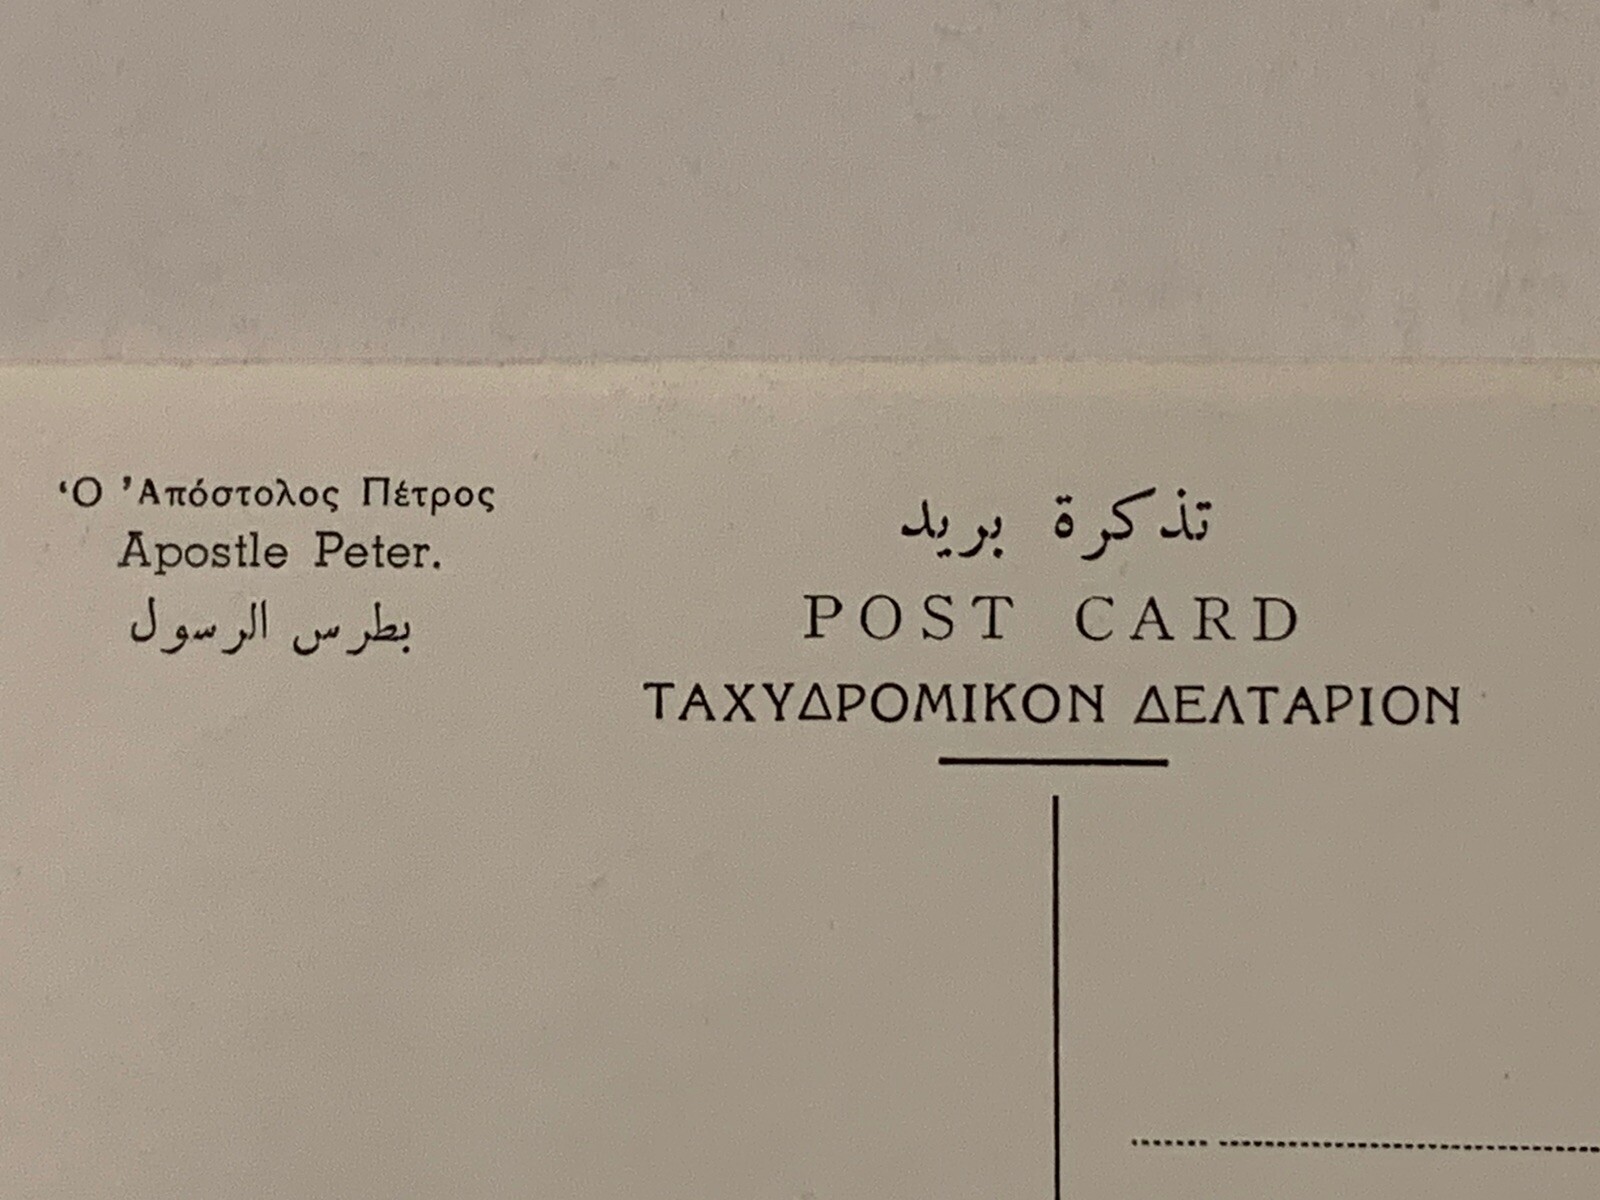 Ὁ Ἀπόστολος Πέτρος
Apostle Peter.
بطرس الرسول
تذكرة بريد
POST CARD
ΤΑΧΥΔΡΟΜΙΚΟΝ ΔΕΛΤΑΡΙΟΝ